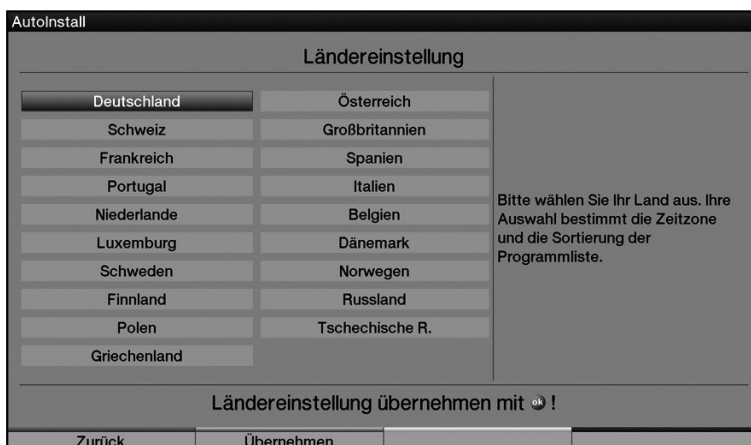 AutoInstall
Ländereinstellung
Deutschland Österreich
Schweiz Großbritannien
Frankreich Spanien
Portugal Italien
Niederlande Belgien
Luxemburg Dänemark
Schweden Norwegen
Finnland Russland
Polen Tschechische R.
Griechenland
Bitte wählen Sie Ihr Land aus. Ihre
Auswahl bestimmt die Zeitzone
und die Sortierung der
Programmliste.
Ländereinstellung übernehmen mit ok !
Zurück Übernehmen